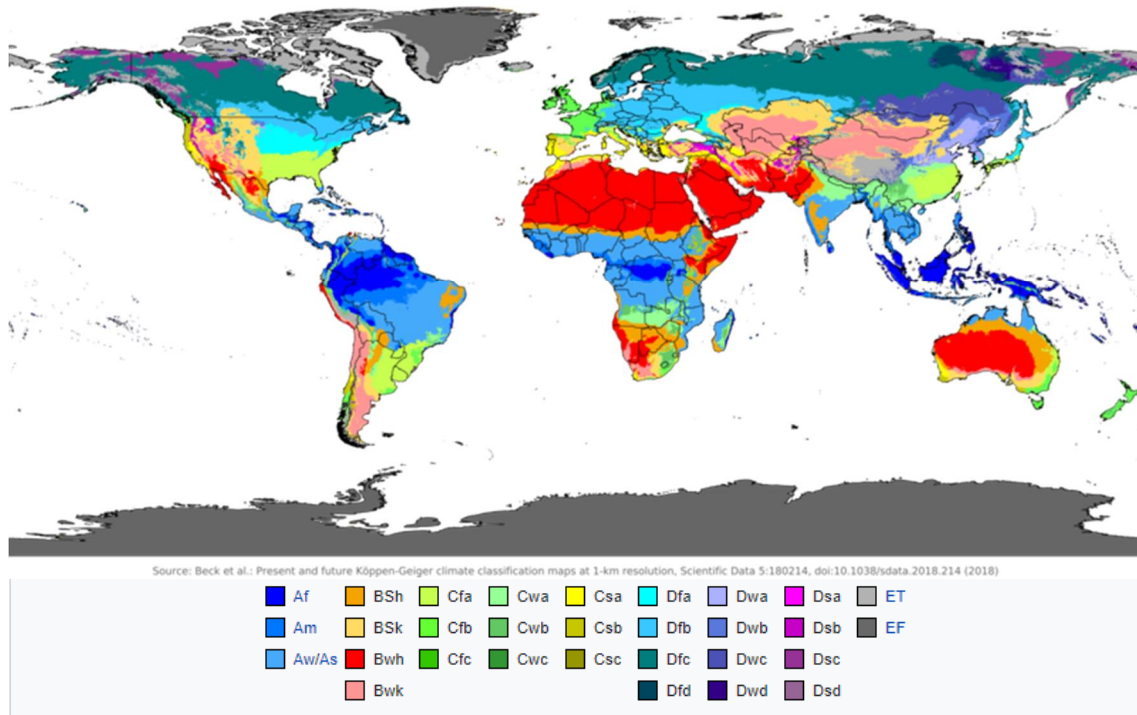 Source: Beck et al.: Present and future Köppen-Geiger climate classification maps at 1-km resolution, Scientific Data 5:180214, doi:10.1038/sdata.2018.214 (2018)
Af BSh Cfa Cwa Csa Dfa Dwa Dsa ET
Am BSk Cfb Cwb Csb Dfb Dwb Dsb EF
Aw/As Bwh Cfc Cwc Csc Dfc Dwc Dsc
Bwk Dfd Dwd Dsd